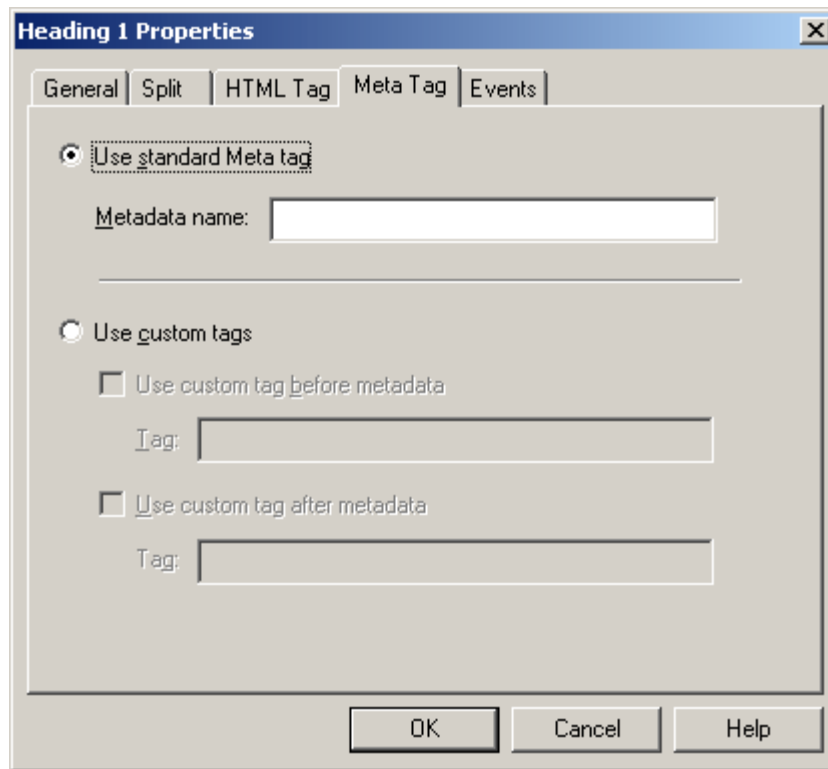 Heading 1 Properties
General Split HTML Tag Meta Tag Events
Use standard Meta tag
Metadata name:
Use custom tags
Use custom tag before metadata
Tag:
Use custom tag after metadata
Tag:
OK Cancel Help